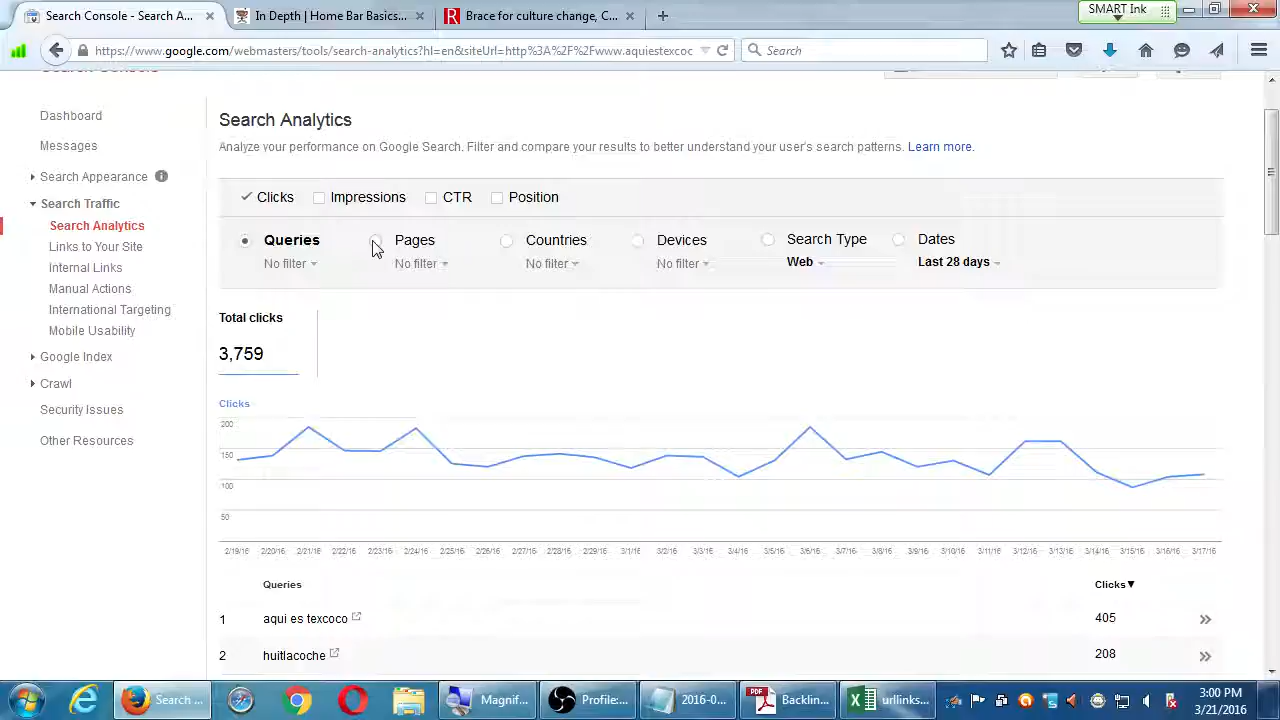 Search Console - Search A...
In Depth | Home Bar Basics...
Brace for culture change, C...
SMART Ink
https://www.google.com/webmasters/tools/search-analytics?hl=en&siteUrl=http%3A%2F%2Fwww.aquiestexcoc
Search
Search Console
Dashboard
Messages
Search Appearance
Search Traffic
Search Analytics
Links to Your Site
Internal Links
Manual Actions
International Targeting
Mobile Usability
Google Index
Crawl
Security Issues
Other Resources
Search Analytics
Analyze your performance on Google Search. Filter and compare your results to better understand your user's search patterns. Learn more.
Clicks Impressions CTR Position
Queries Pages Countries Devices Search Type Dates
No filter No filter No filter No filter Web Last 28 days
Total clicks
3,759
Clicks
200
150
100
50
2/19/16 2/20/16 2/21/16 2/22/16 2/23/16 2/24/16 2/25/16 2/26/16 2/27/16 2/28/16 2/29/16 3/1/16 3/2/16 3/3/16 3/4/16 3/5/16 3/6/16 3/7/16 3/8/16 3/9/16 3/10/16 3/11/16 3/12/16 3/13/16 3/14/16 3/15/16 3/16/16 3/17/16
Queries Clicks▼
1 aqui es texcoco 405 »
2 huitlacoche 208 »
Search ... Magnif... Profile:... 2016-0... PDF Backlin... urllinks...
3:00 PM
3/21/2016